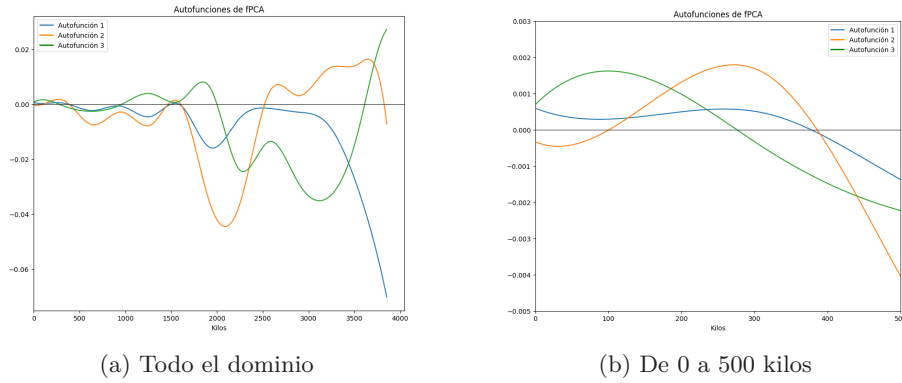 Autofunciones de fPCA
Autofunción 1
Autofunción 2
Autofunción 3
0.02
0.00
−0.02
−0.04
−0.06
0 500 1000 1500 2000 2500 3000 3500 4000
Kilos
(a) Todo el dominio
Autofunciones de fPCA
Autofunción 1
Autofunción 2
Autofunción 3
0.003
0.002
0.001
0.000
−0.001
−0.002
−0.003
−0.004
−0.005
0 100 200 300 400 500
Kilos
(b) De 0 a 500 kilos